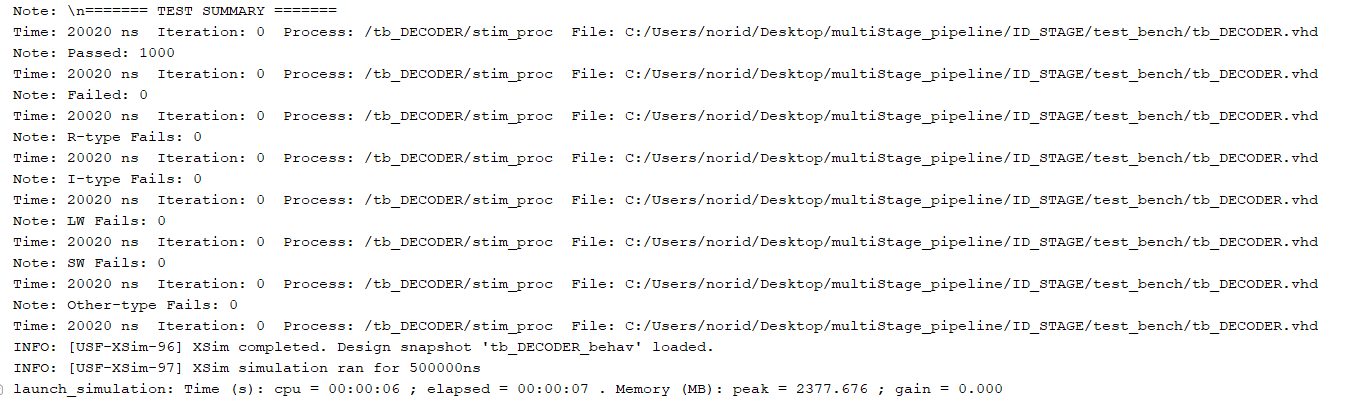 Note: \n======= TEST SUMMARY =======
Time: 20020 ns  Iteration: 0  Process: /tb_DECODER/stim_proc  File: C:/Users/norid/Desktop/multiStage_pipeline/ID_STAGE/test_bench/tb_DECODER.vhd
Note: Passed: 1000
Time: 20020 ns  Iteration: 0  Process: /tb_DECODER/stim_proc  File: C:/Users/norid/Desktop/multiStage_pipeline/ID_STAGE/test_bench/tb_DECODER.vhd
Note: Failed: 0
Time: 20020 ns  Iteration: 0  Process: /tb_DECODER/stim_proc  File: C:/Users/norid/Desktop/multiStage_pipeline/ID_STAGE/test_bench/tb_DECODER.vhd
Note: R-type Fails: 0
Time: 20020 ns  Iteration: 0  Process: /tb_DECODER/stim_proc  File: C:/Users/norid/Desktop/multiStage_pipeline/ID_STAGE/test_bench/tb_DECODER.vhd
Note: I-type Fails: 0
Time: 20020 ns  Iteration: 0  Process: /tb_DECODER/stim_proc  File: C:/Users/norid/Desktop/multiStage_pipeline/ID_STAGE/test_bench/tb_DECODER.vhd
Note: LW Fails: 0
Time: 20020 ns  Iteration: 0  Process: /tb_DECODER/stim_proc  File: C:/Users/norid/Desktop/multiStage_pipeline/ID_STAGE/test_bench/tb_DECODER.vhd
Note: SW Fails: 0
Time: 20020 ns  Iteration: 0  Process: /tb_DECODER/stim_proc  File: C:/Users/norid/Desktop/multiStage_pipeline/ID_STAGE/test_bench/tb_DECODER.vhd
Note: Other-type Fails: 0
Time: 20020 ns  Iteration: 0  Process: /tb_DECODER/stim_proc  File: C:/Users/norid/Desktop/multiStage_pipeline/ID_STAGE/test_bench/tb_DECODER.vhd
INFO: [USF-XSim-96] XSim completed. Design snapshot 'tb_DECODER_behav' loaded.
INFO: [USF-XSim-97] XSim simulation ran for 500000ns
launch_simulation: Time (s): cpu = 00:00:06 ; elapsed = 00:00:07 . Memory (MB): peak = 2377.676 ; gain = 0.000